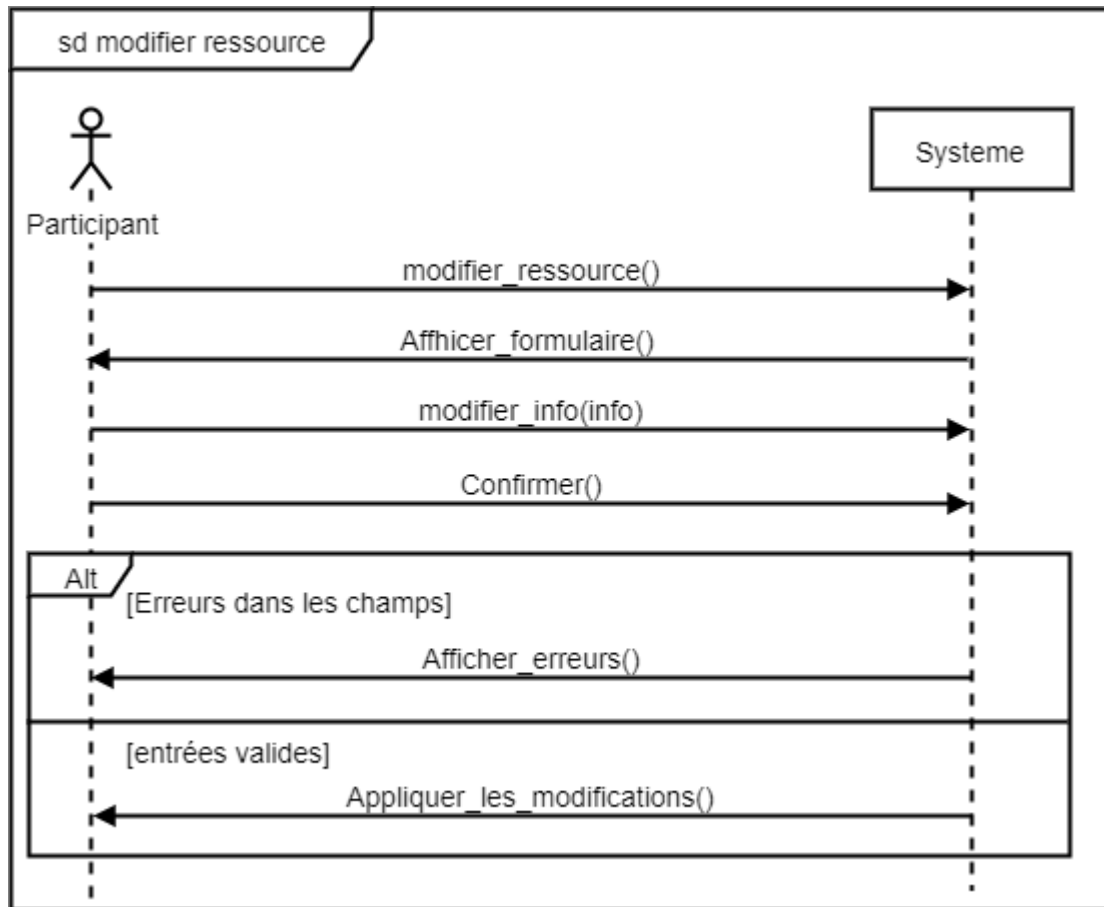 sd modifier ressource
Systeme
Participant
modifier_ressource()
Affhicer_formulaire()
modifier_info(info)
Confirmer()
Alt
[Erreurs dans les champs]
Afficher_erreurs()
[entrées valides]
Appliquer_les_modifications()